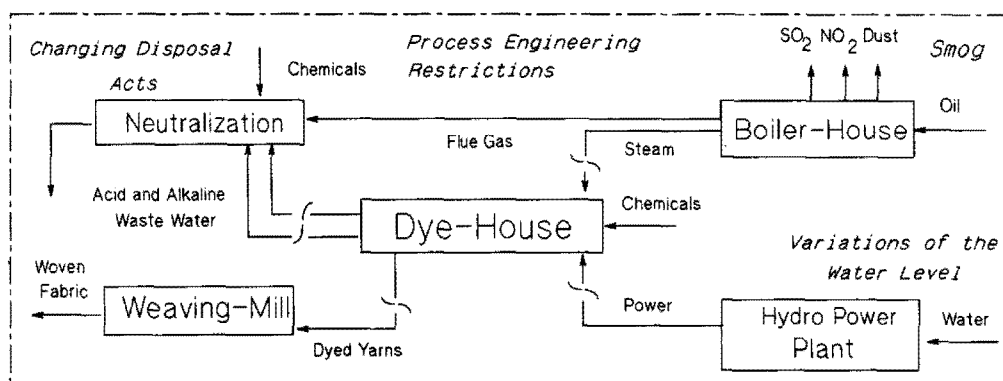 Changing Disposal
Acts
Process Engineering
Restrictions
SO2 NO2 Dust
Smog
Chemicals
Oil
Neutralization
Boiler-House
Flue Gas
Steam
Acid and Alkaline
Waste Water
Dye-House
Chemicals
Variations of the
Water Level
Woven
Fabric
Weaving-Mill
Dyed Yarns
Power
Hydro Power
Plant
Water